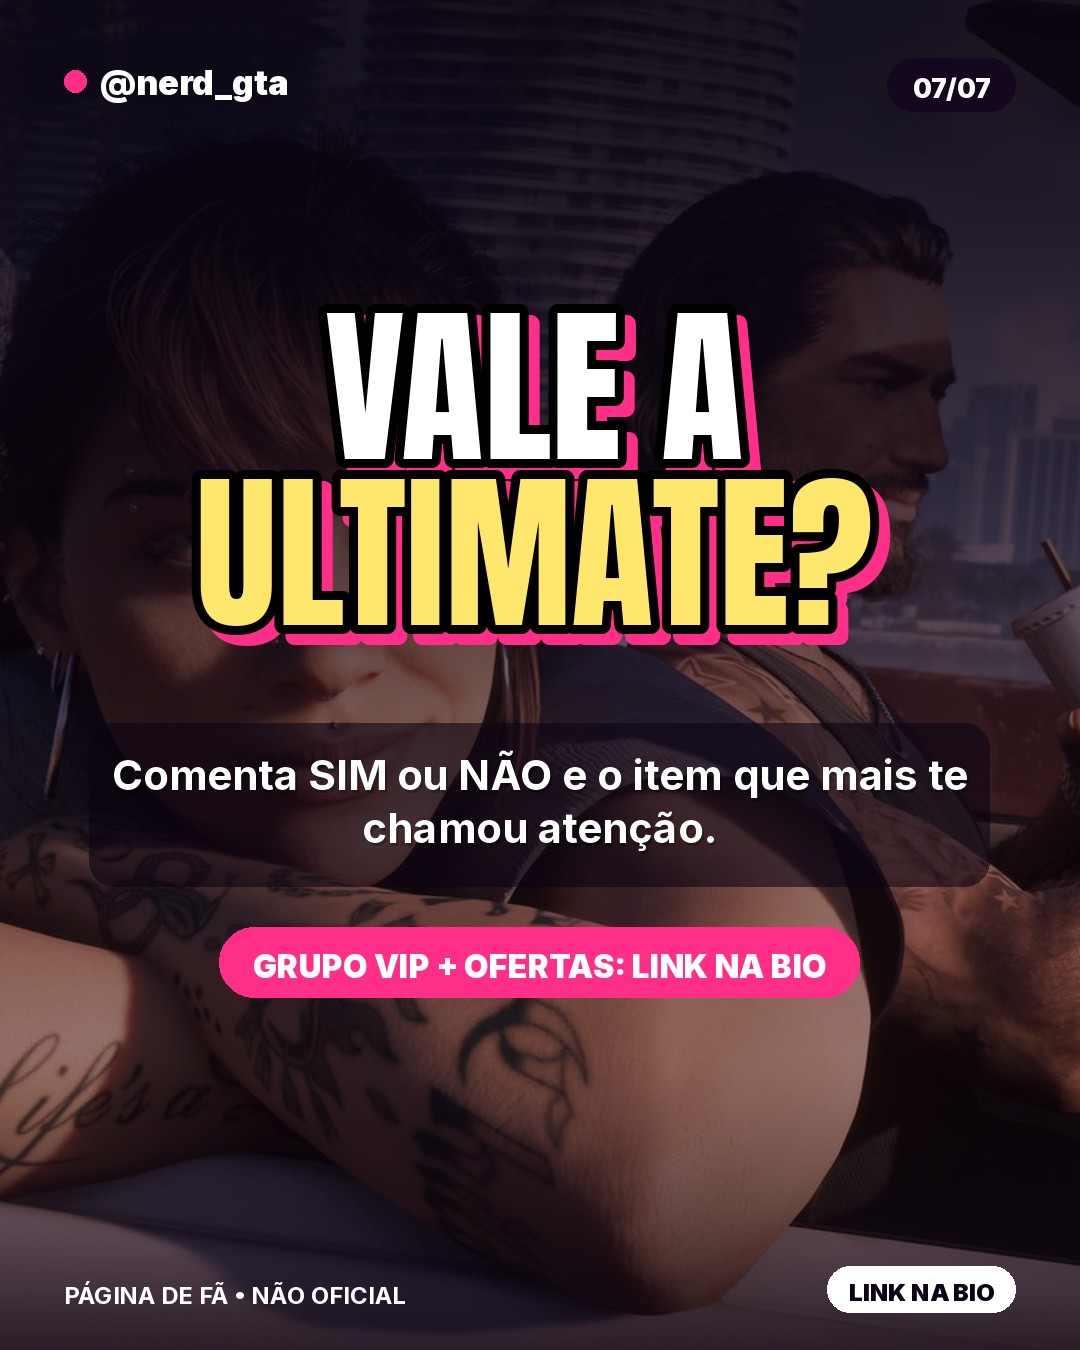 @nerd_gta
07/07
VALE A
ULTIMATE?
Comenta SIM ou NÃO e o item que mais te
chamou atenção.
GRUPO VIP + OFERTAS: LINK NA BIO
life's a
PÁGINA DE FÃ • NÃO OFICIAL
LINK NA BIO